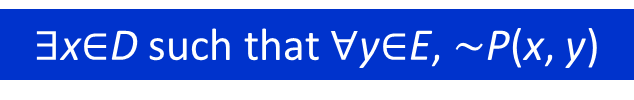 ∃x∈D such that ∀y∈E, ~P(x, y)